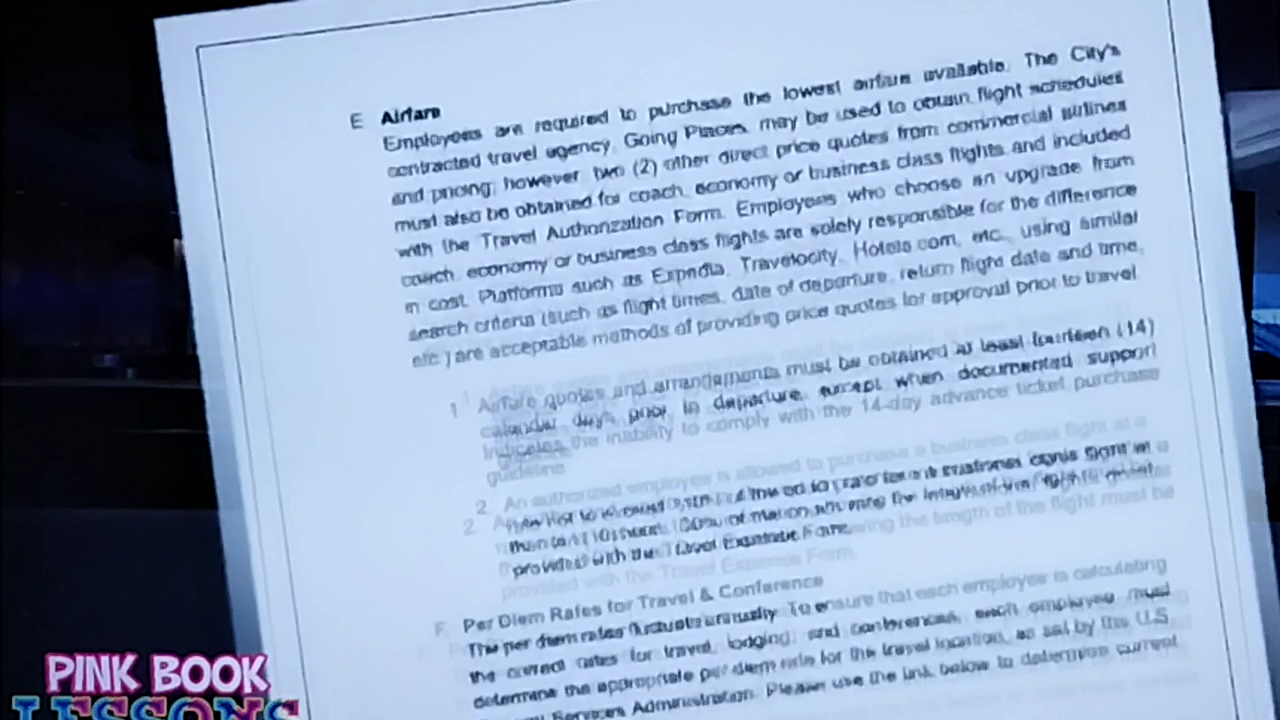 E Airfare
Employees are required to purchase the lowest airfare available. The City's
contracted travel agency, Going Places, may be used to obtain flight schedules
and pricing; however, two (2) other direct price quotes from commercial airlines
must also be obtained for coach, economy or business class flights and included
with the Travel Authorization Form. Employees who choose an upgrade from
coach, economy or business class flights are solely responsible for the difference
in cost. Platforms such as Expedia, Travelocity, Hotels.com, etc., using similar
search criteria (such as flight times, date of departure, return flight date and time,
etc.) are acceptable methods of providing price quotes for approval prior to travel.
1 Airfare quotes and arrangements must be obtained at least fourteen (14)
calendar days prior to departure, except when documented support
indicates the inability to comply with the 14-day advance ticket purchase
guideline
2. An authorized employee is allowed to purchase a business class flight at a
the length of the flight must be
provided with the Travel Expense Form.
F. Per Diem Rates for Travel & Conference
The per diem rates fluctuate annually. To ensure that each employee is calculating
the correct rates for travel, lodging, and conferences, each employee must
determine the appropriate per diem rate for the travel location, as set by the U.S.
Services Administration. Please use the link below to determine current
PINK BOOK
LESSONS